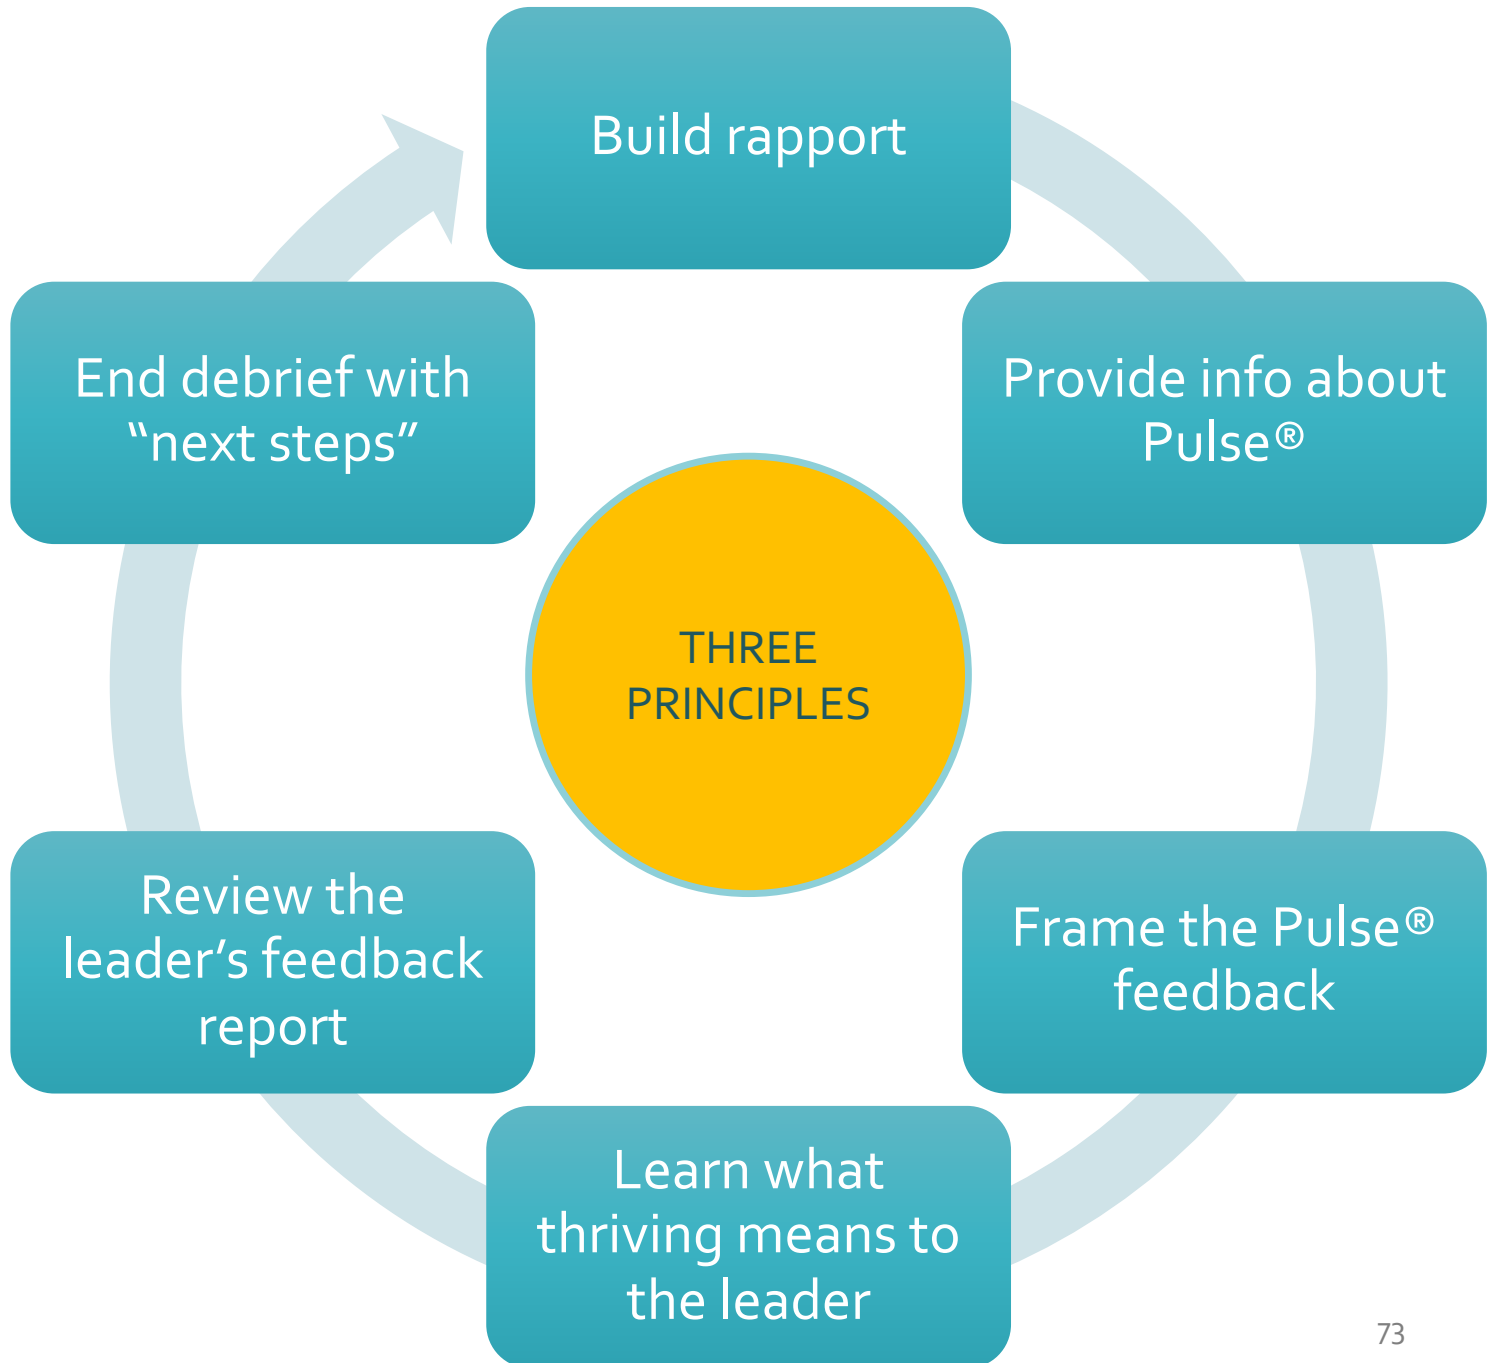 Build rapport
Provide info about
Pulse®
Frame the Pulse®
feedback
Learn what
thriving means to
the leader
Review the
leader’s feedback
report
End debrief with
“next steps”
THREE
PRINCIPLES
73